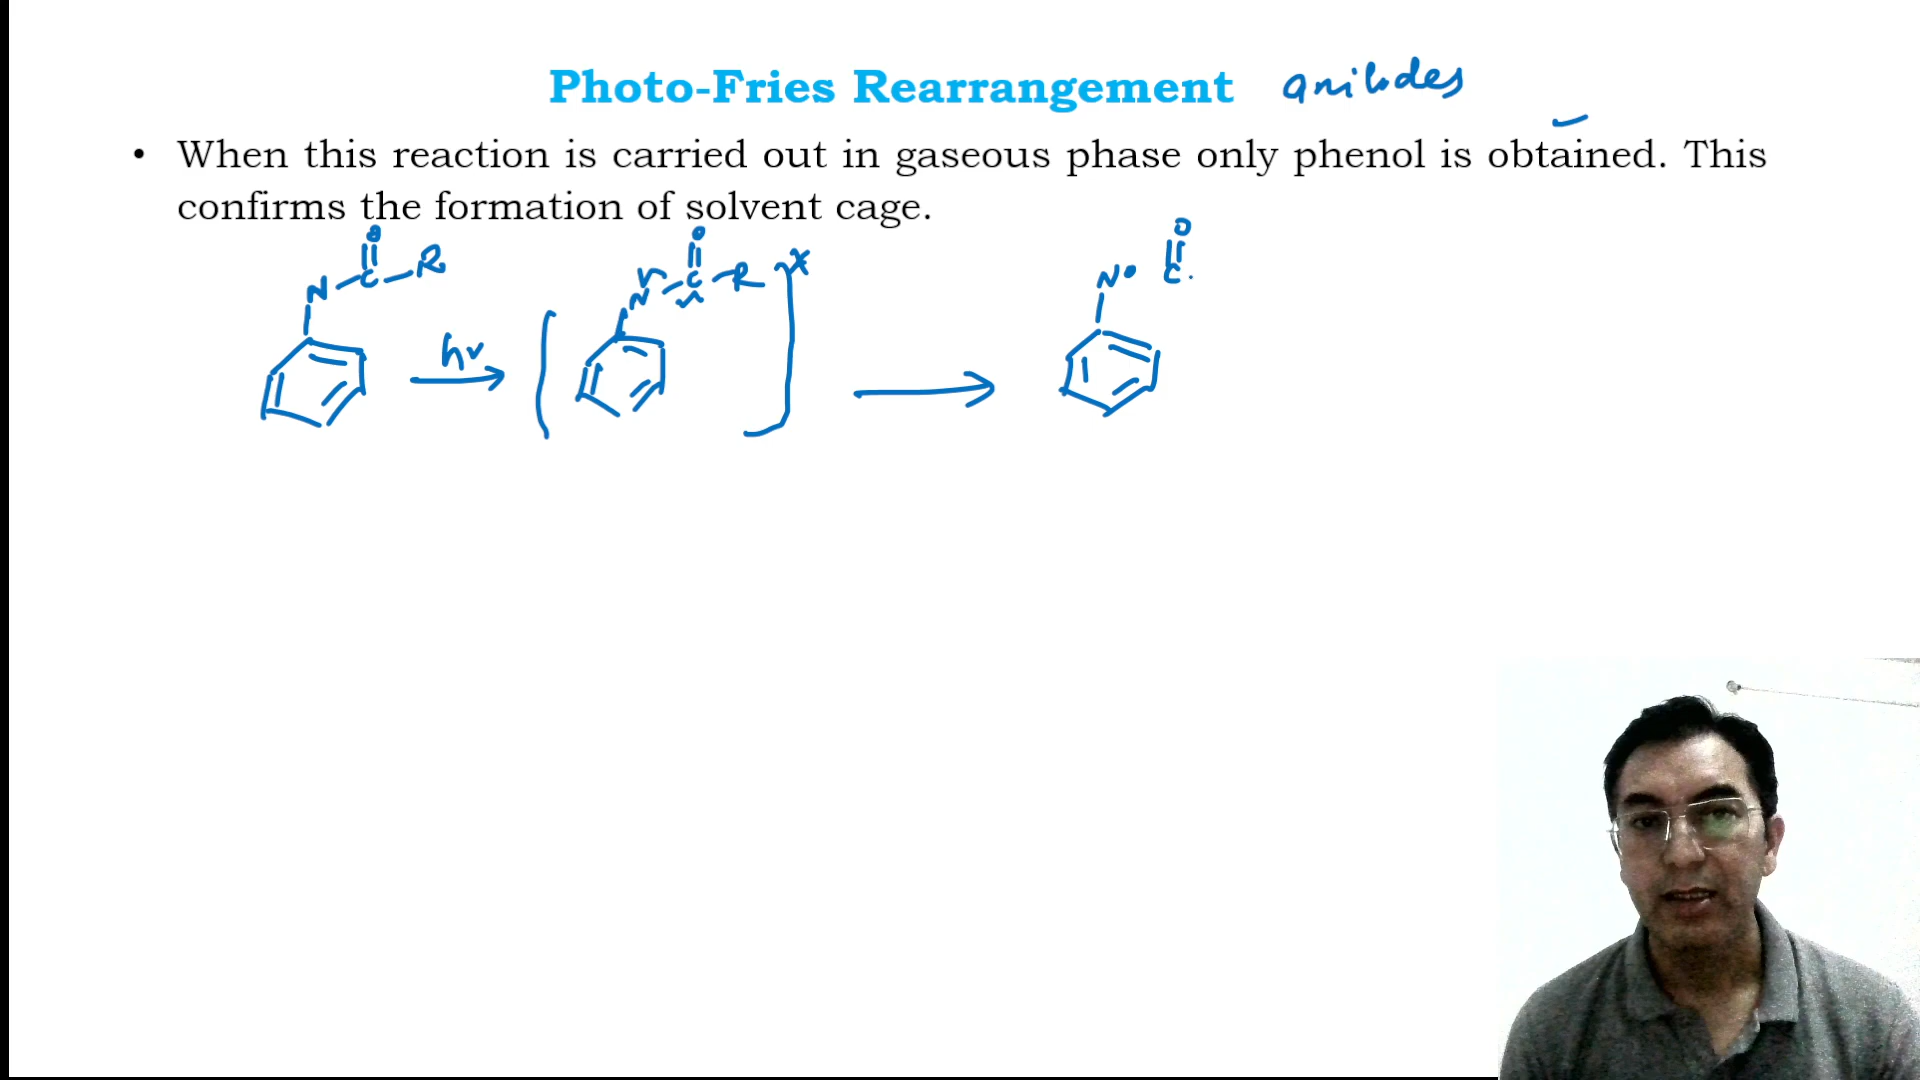 Photo-Fries Rearrangement anilides
• When this reaction is carried out in gaseous phase only phenol is obtained. This
confirms the formation of solvent cage.
O O O
N C R N C R * N• C•
hν